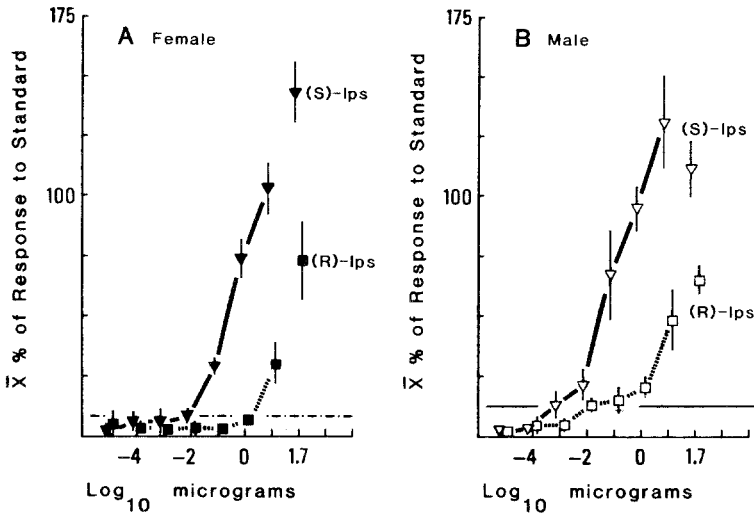 175
A Female
(S)-Ips
100
(R)-Ips
X̅ % of Response to Standard
-4 -2 0 1.7
Log10 micrograms
175
B Male
(S)-Ips
100
(R)-Ips
X̅ % of Response to Standard
-4 -2 0 1.7
Log10 micrograms